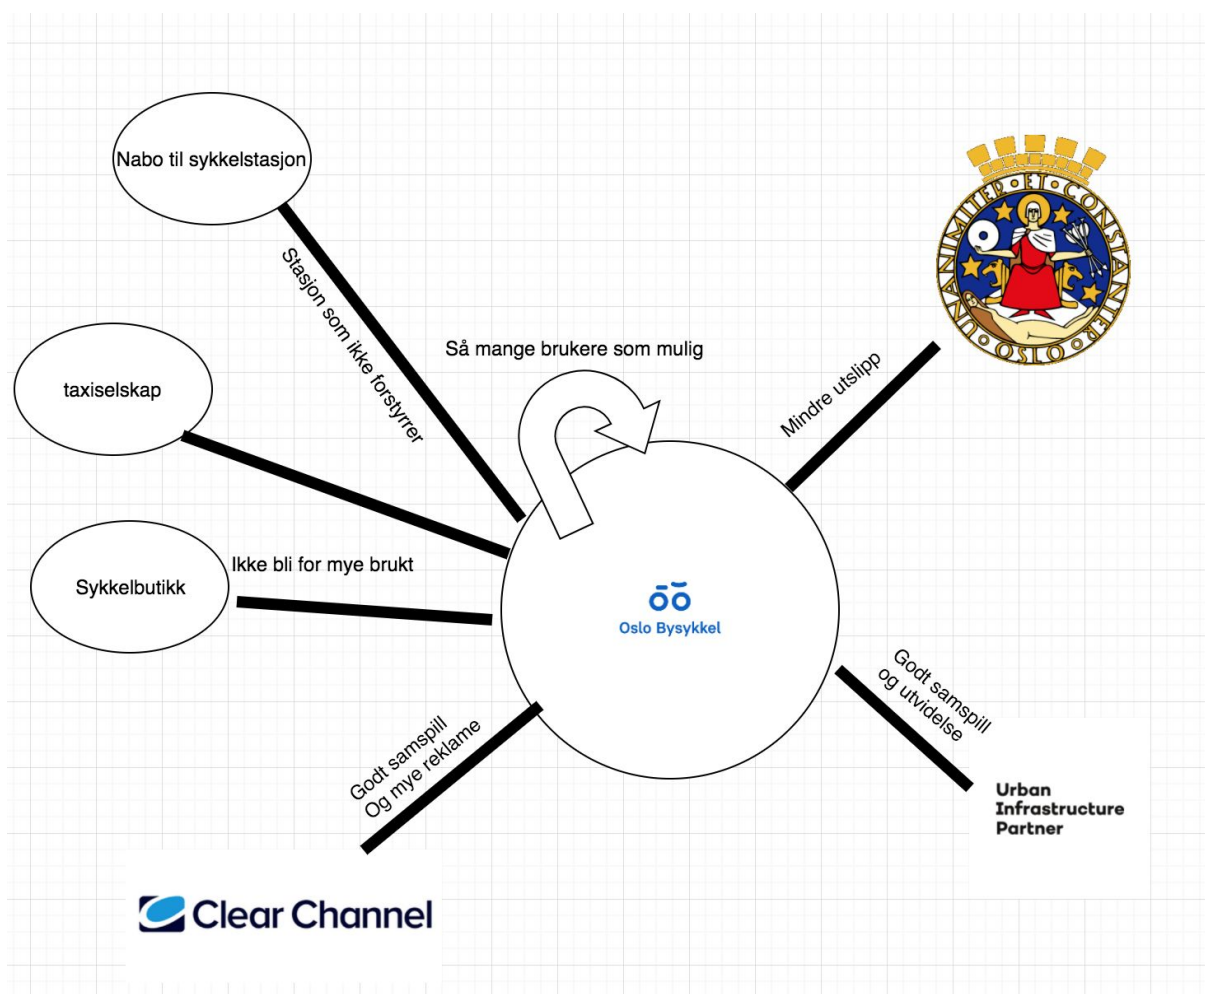 Nabo til sykkelstasjon
Stasjon som ikke forstyrrer
taxiselskap
Så mange brukere som mulig
Mindre utslipp
UNANIMITER·ET·CONSTANTER·OSLO·
Sykkelbutikk
Ikke bli for mye brukt
Oslo Bysykkel
Godt samspill
og utvidelse
Godt samspill
Og mye reklame
Urban
Infrastructure
Partner
Clear Channel